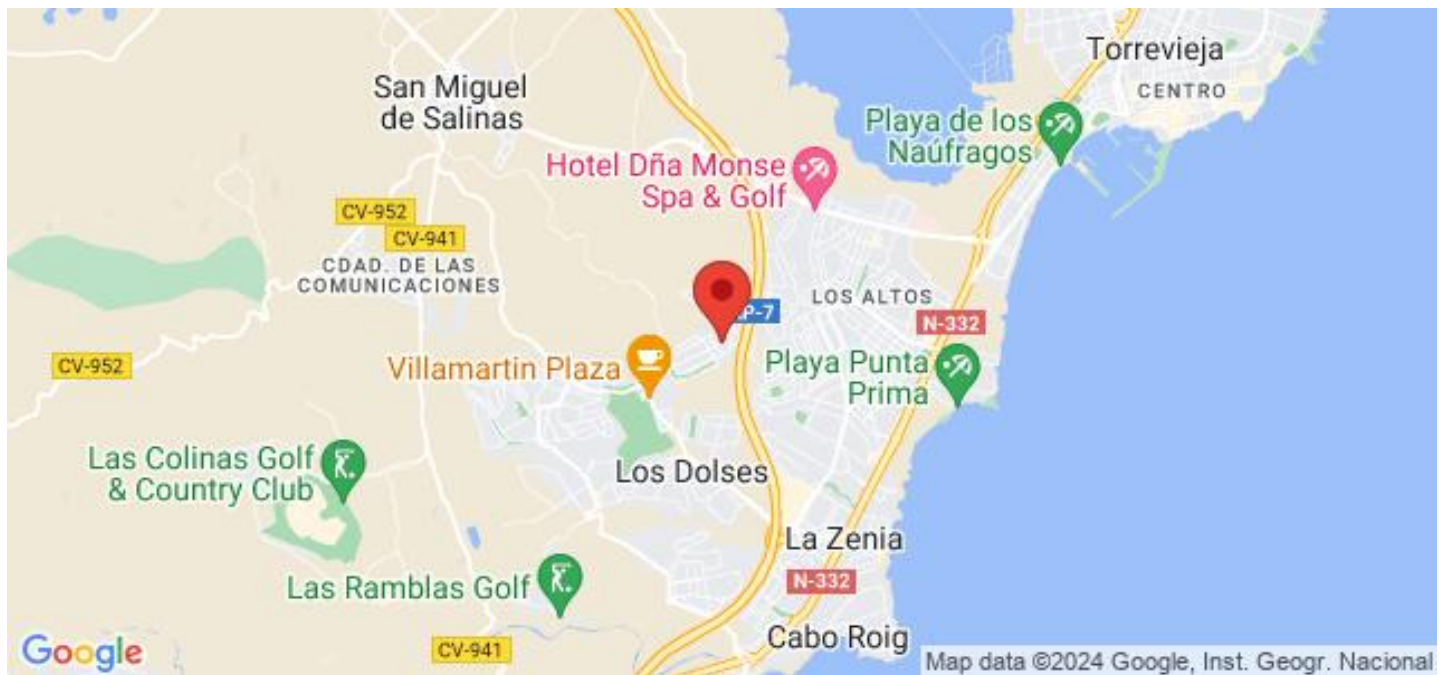 Torrevieja
CENTRO
San Miguel
de Salinas
Playa de los
Naúfragos
Hotel Dña Monse
Spa & Golf
CV-952
CV-941
CDAD. DE LAS
COMUNICACIONES
LOS ALTOS
P-7
N-332
CV-952
Villamartin Plaza
Playa Punta
Prima
Las Colinas Golf
& Country Club
Los Dolses
La Zenia
N-332
Las Ramblas Golf
Cabo Roig
CV-941
Google
Map data ©2024 Google, Inst. Geogr. Nacional